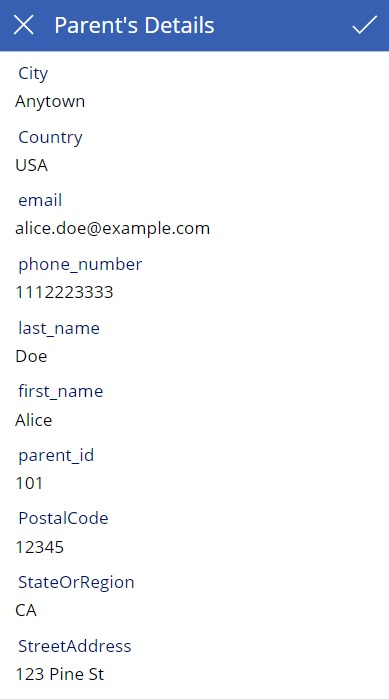 Parent's Details
City
Anytown
Country
USA
email
alice.doe@example.com
phone_number
1112223333
last_name
Doe
first_name
Alice
parent_id
101
PostalCode
12345
StateOrRegion
CA
StreetAddress
123 Pine St